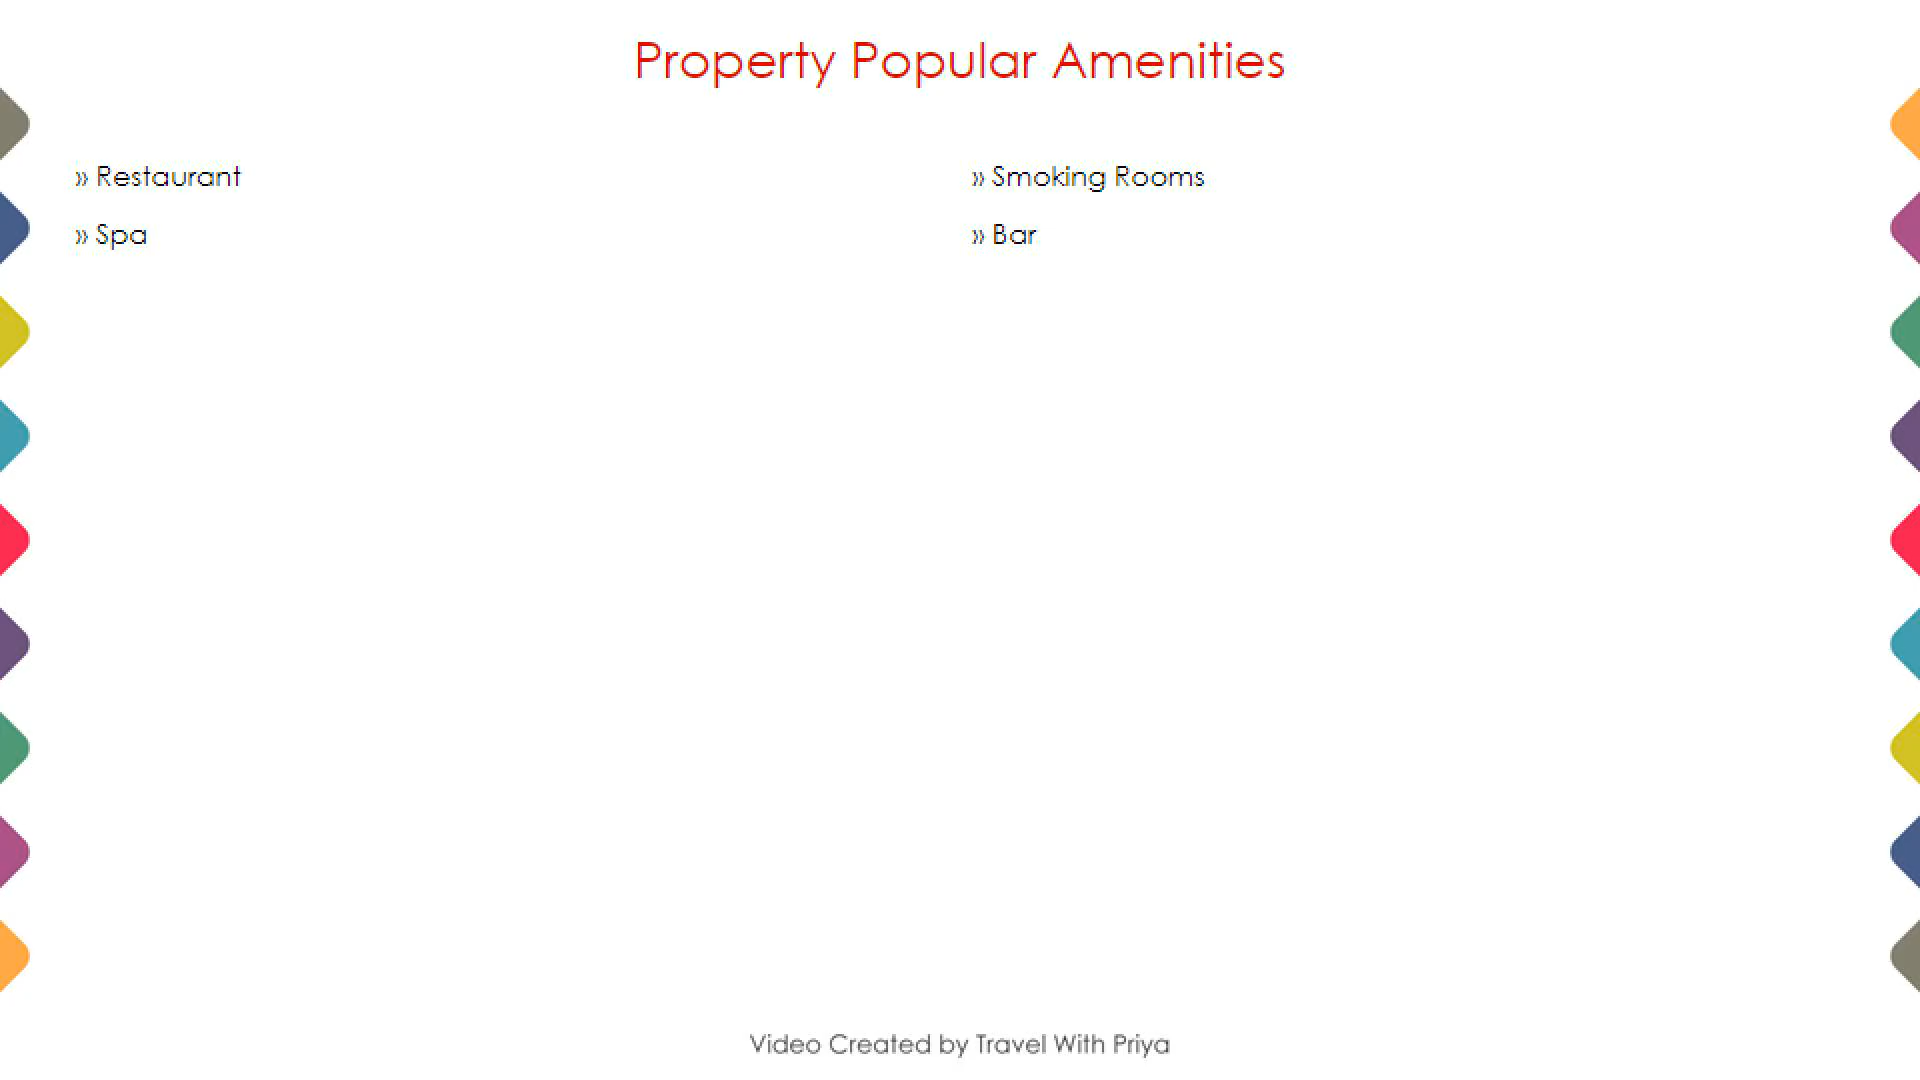 Property Popular Amenities
» Restaurant
» Smoking Rooms
» Spa
» Bar
Video Created by Travel With Priya